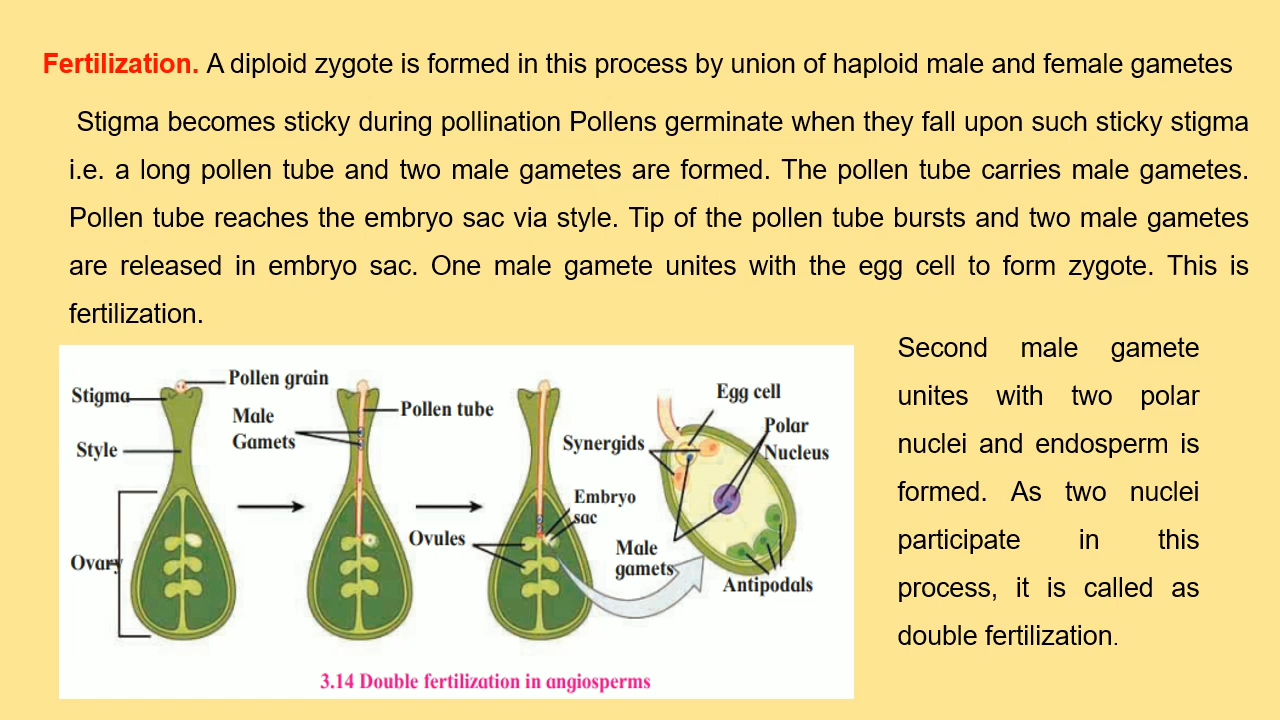 Fertilization. A diploid zygote is formed in this process by union of haploid male and female gametes
Stigma becomes sticky during pollination Pollens germinate when they fall upon such sticky stigma
i.e. a long pollen tube and two male gametes are formed. The pollen tube carries male gametes.
Pollen tube reaches the embryo sac via style. Tip of the pollen tube bursts and two male gametes
are released in embryo sac. One male gamete unites with the egg cell to form zygote. This is
fertilization.
Second male gamete
unites with two polar
nuclei and endosperm is
formed. As two nuclei
participate in this
process, it is called as
double fertilization.
Pollen grain
Stigma
Style
Ovary
Male
Gamets
Pollen tube
Ovules
Synergids
Embryo
sac
Egg cell
Polar
Nucleus
Male
gamets
Antipodals
3.14 Double fertilization in angiosperms